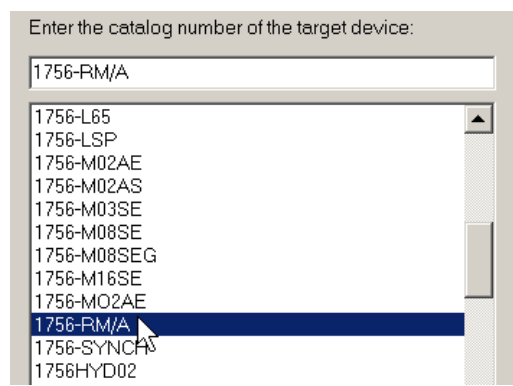 Enter the catalog number of the target device:
1756-RM/A
1756-L65
1756-LSP
1756-M02AE
1756-M02AS
1756-M03SE
1756-M08SE
1756-M08SEG
1756-M16SE
1756-MO2AE
1756-RM/A
1756-SYNCH
1756HYD02